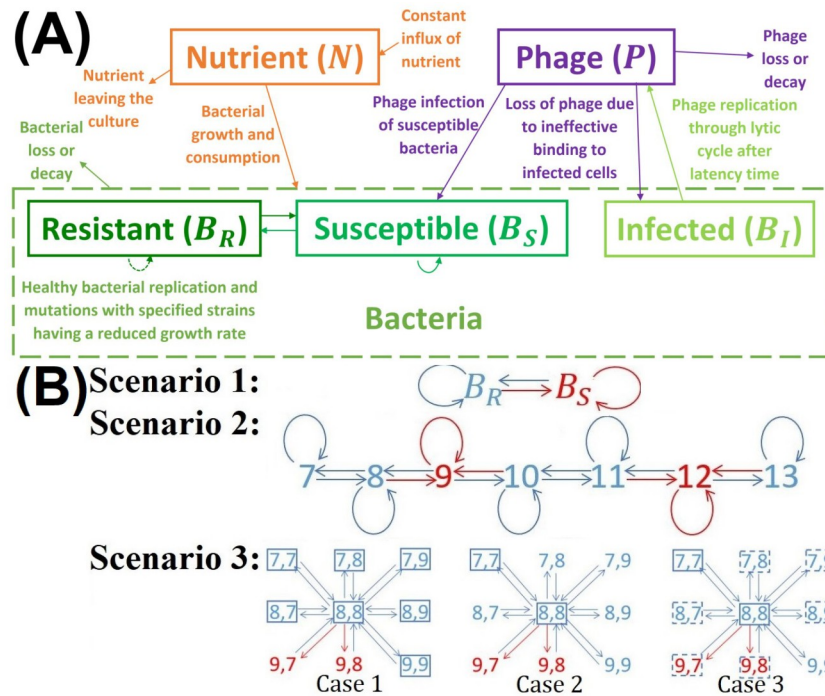 (A)
Nutrient (N)
Constant
influx of
nutrient
Phage (P)
Phage
loss or
decay
Nutrient
leaving the
culture
Bacterial
growth and
consumption
Phage infection
of susceptible
bacteria
Loss of phage due
to ineffective
binding to
infected cells
Phage replication
through lytic
cycle after
latency time
Bacterial
loss or
decay
Resistant (B_R)
Susceptible (B_S)
Infected (B_I)
Healthy bacterial replication and
mutations with specified strains
having a reduced growth rate
Bacteria
(B)
Scenario 1:
B_R B_S
Scenario 2:
7 8 9 10 11 12 13
Scenario 3:
7,7 7,8 7,9 7,7 7,8 7,9 7,7 7,8
8,7 8,8 8,9 8,7 8,8 8,9 8,7 8,8
9,7 9,8 9,9 9,7 9,8 9,9 9,7 9,8
Case 1 Case 2 Case 3